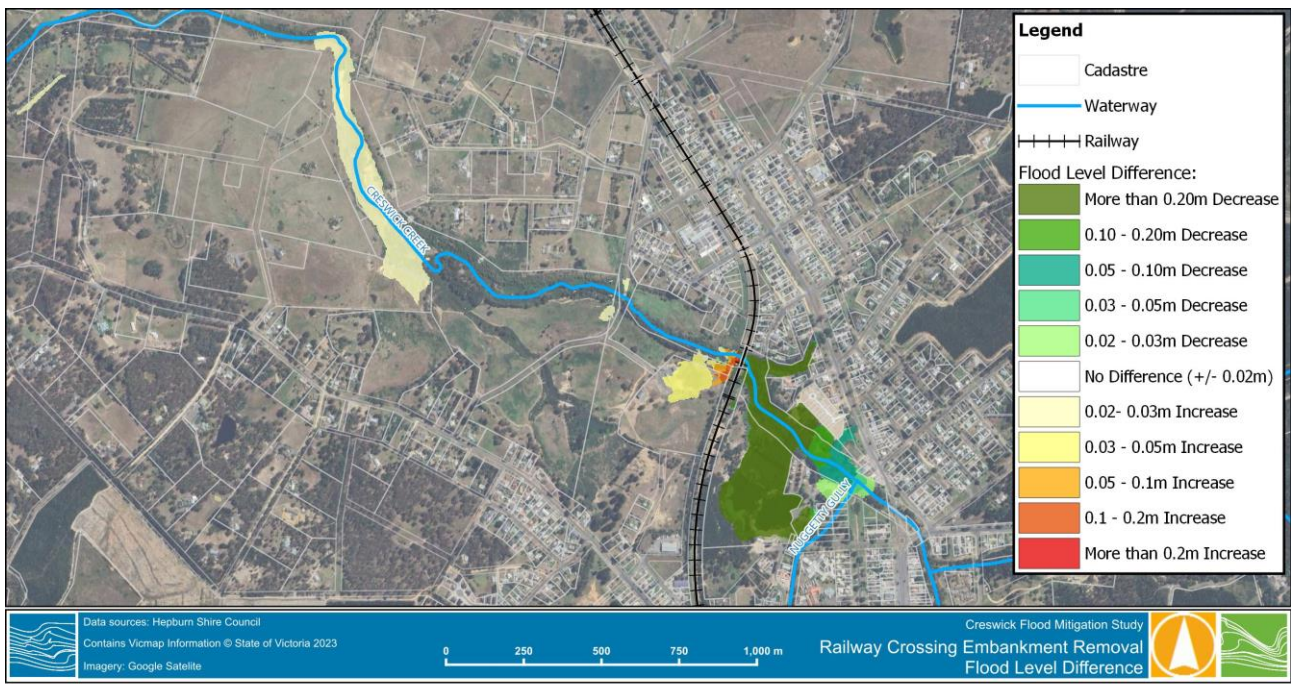 CRESWICK CREEK
NUGGETTY GULLY
Legend
Cadastre
Waterway
Railway
Flood Level Difference:
More than 0.20m Decrease
0.10 - 0.20m Decrease
0.05 - 0.10m Decrease
0.03 - 0.05m Decrease
0.02 - 0.03m Decrease
No Difference (+/- 0.02m)
0.02- 0.03m Increase
0.03 - 0.05m Increase
0.05 - 0.1m Increase
0.1 - 0.2m Increase
More than 0.2m Increase
Data sources: Hepburn Shire Council
Contains Vicmap Information © State of Victoria 2023
Imagery: Google Satelite
0 250 500 750 1,000 m
Creswick Flood Mitigation Study
Railway Crossing Embankment Removal
Flood Level Difference